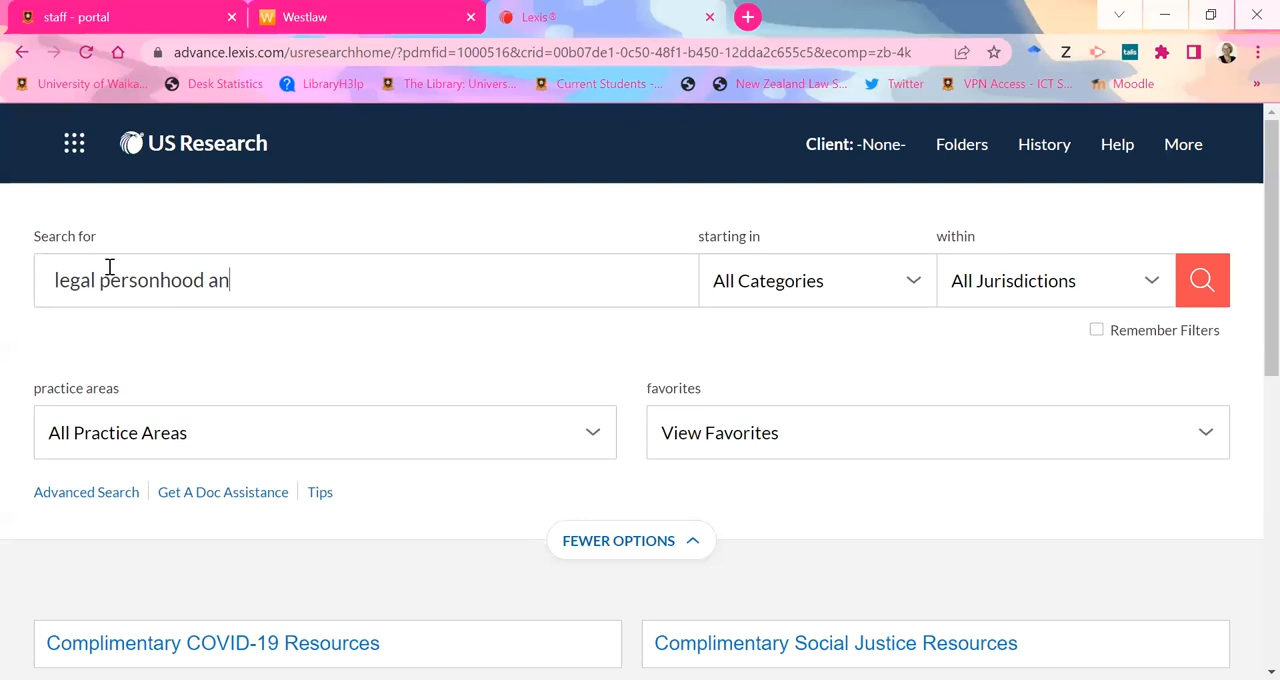 staff - portal
Westlaw
Lexis®
advance.lexis.com/usresearchhome/?pdmfid=1000516&crid=00b07de1-0c50-48f1-b450-12dda2c655c5&ecomp=zb-4k
University of Waika...
Desk Statistics
LibraryH3lp
The Library: Univers...
Current Students -...
New Zealand Law S...
Twitter
VPN Access - ICT S...
Moodle
»
US Research
Client: -None-
Folders
History
Help
More
Search for
starting in
within
legal personhood an
All Categories
All Jurisdictions
Remember Filters
practice areas
favorites
All Practice Areas
View Favorites
Advanced Search
Get A Doc Assistance
Tips
FEWER OPTIONS
Complimentary COVID-19 Resources
Complimentary Social Justice Resources